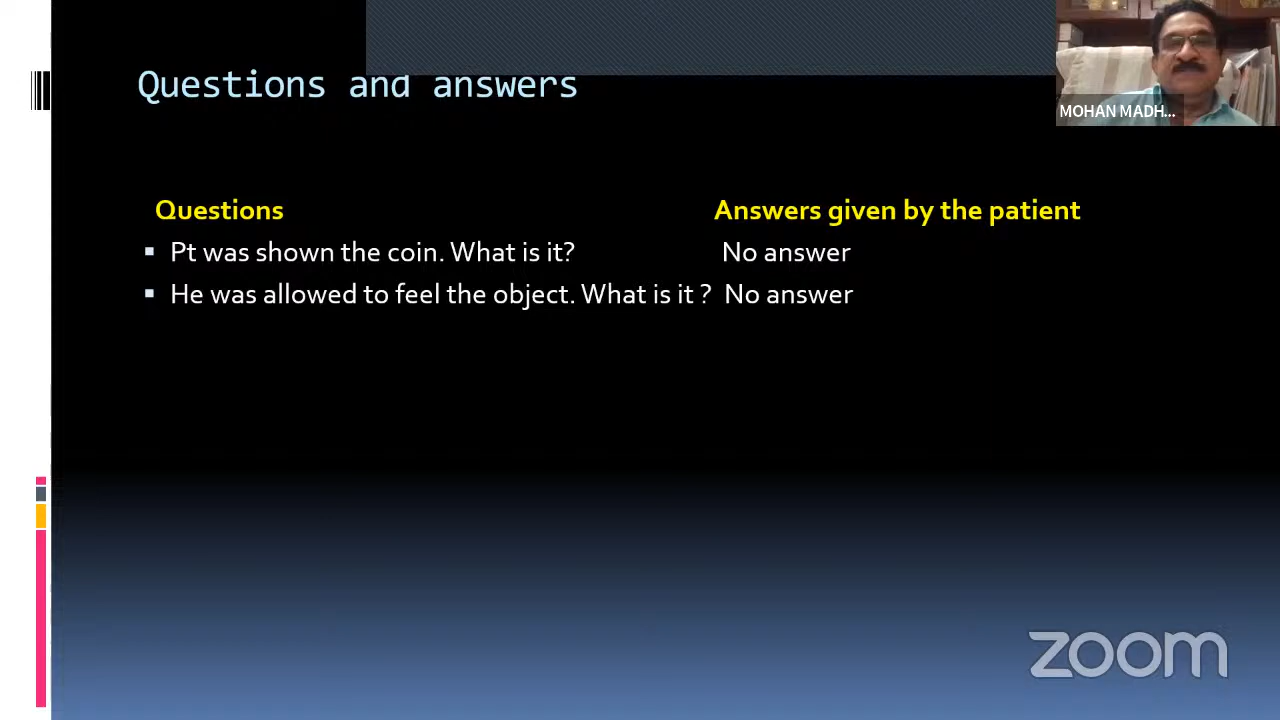 MOHAN MADH...
Questions and answers
Questions Answers given by the patient
▪ Pt was shown the coin. What is it? No answer
▪ He was allowed to feel the object. What is it ? No answer
zoom